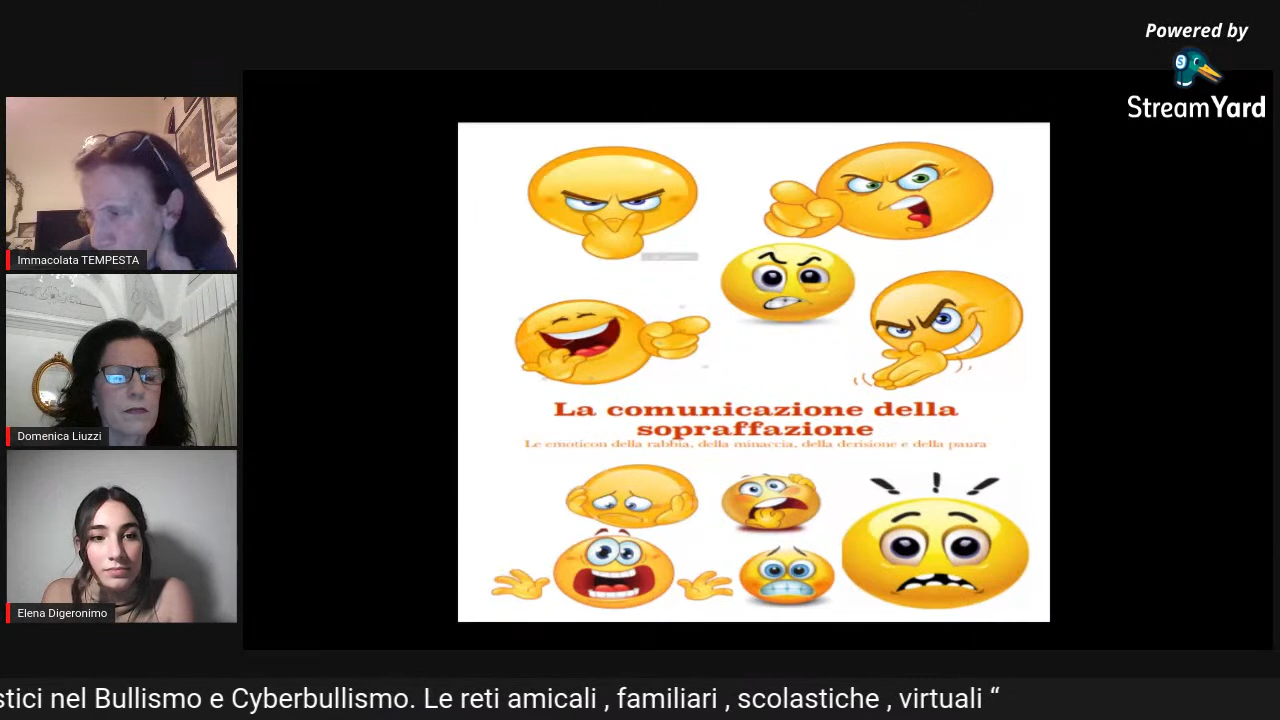 Powered by
StreamYard
Immacolata TEMPESTA
Domenica Liuzzi
Elena Digeronimo
La comunicazione della
sopraffazione
Le emoticon della rabbia, della minaccia, della derisione e della paura
stici nel Bullismo e Cyberbullismo. Le reti amicali , familiari , scolastiche , virtuali “